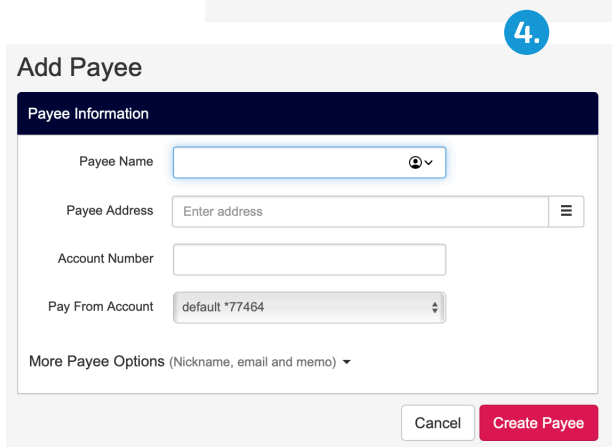 4.
Add Payee
Payee Information
Payee Name
Payee Address Enter address
Account Number
Pay From Account default *77464
More Payee Options (Nickname, email and memo)
Cancel Create Payee